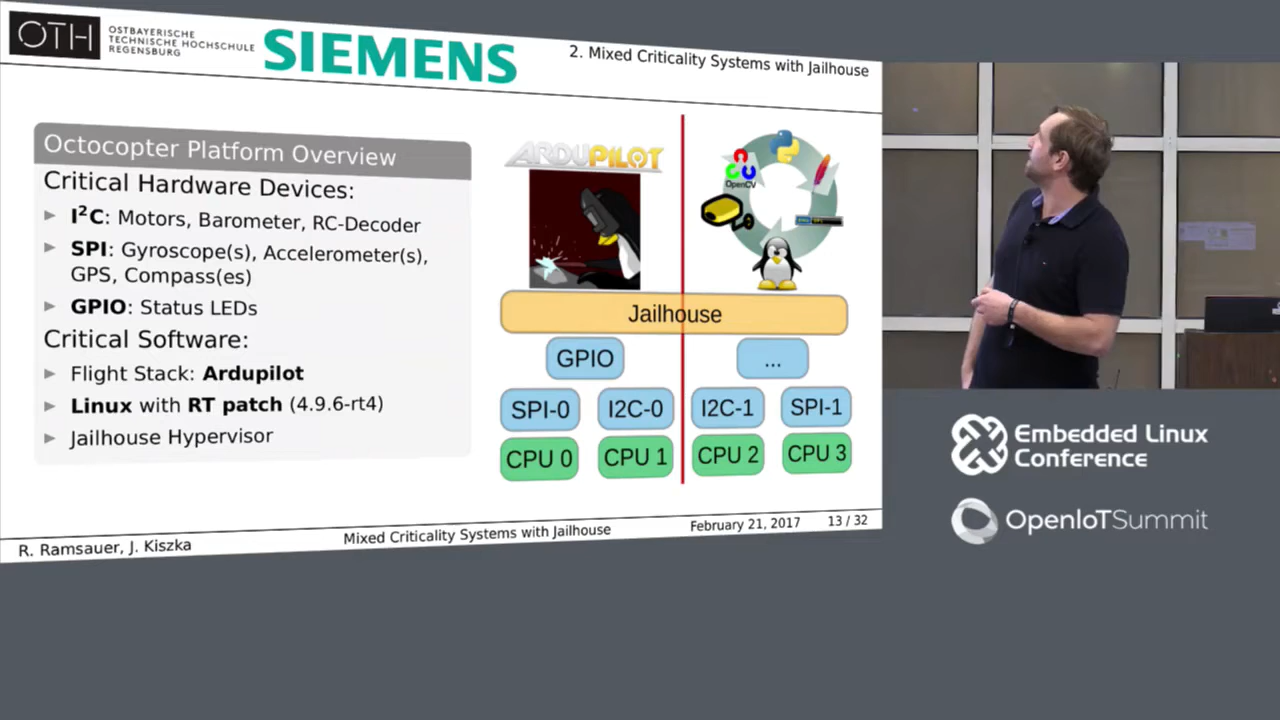 OTH
OSTBAYERISCHE
TECHNISCHE HOCHSCHULE
REGENSBURG
SIEMENS
2. Mixed Criticality Systems with Jailhouse
Octocopter Platform Overview
Critical Hardware Devices:
I²C: Motors, Barometer, RC-Decoder
SPI: Gyroscope(s), Accelerometer(s),
GPS, Compass(es)
GPIO: Status LEDs
Critical Software:
Flight Stack: Ardupilot
Linux with RT patch (4.9.6-rt4)
Jailhouse Hypervisor
ARDUPILOT
OpenCV
Jailhouse
GPIO
...
SPI-0
I2C-0
I2C-1
SPI-1
CPU 0
CPU 1
CPU 2
CPU 3
R. Ramsauer, J. Kiszka
Mixed Criticality Systems with Jailhouse
February 21, 2017
13 / 32
Embedded Linux
Conference
OpenIoTSummit